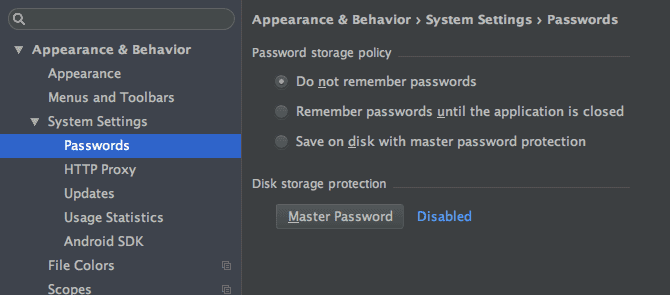 Appearance & Behavior
Appearance
Menus and Toolbars
System Settings
Passwords
HTTP Proxy
Updates
Usage Statistics
Android SDK
File Colors
Scopes
Appearance & Behavior › System Settings › Passwords
Password storage policy
Do not remember passwords
Remember passwords until the application is closed
Save on disk with master password protection
Disk storage protection
Master Password Disabled